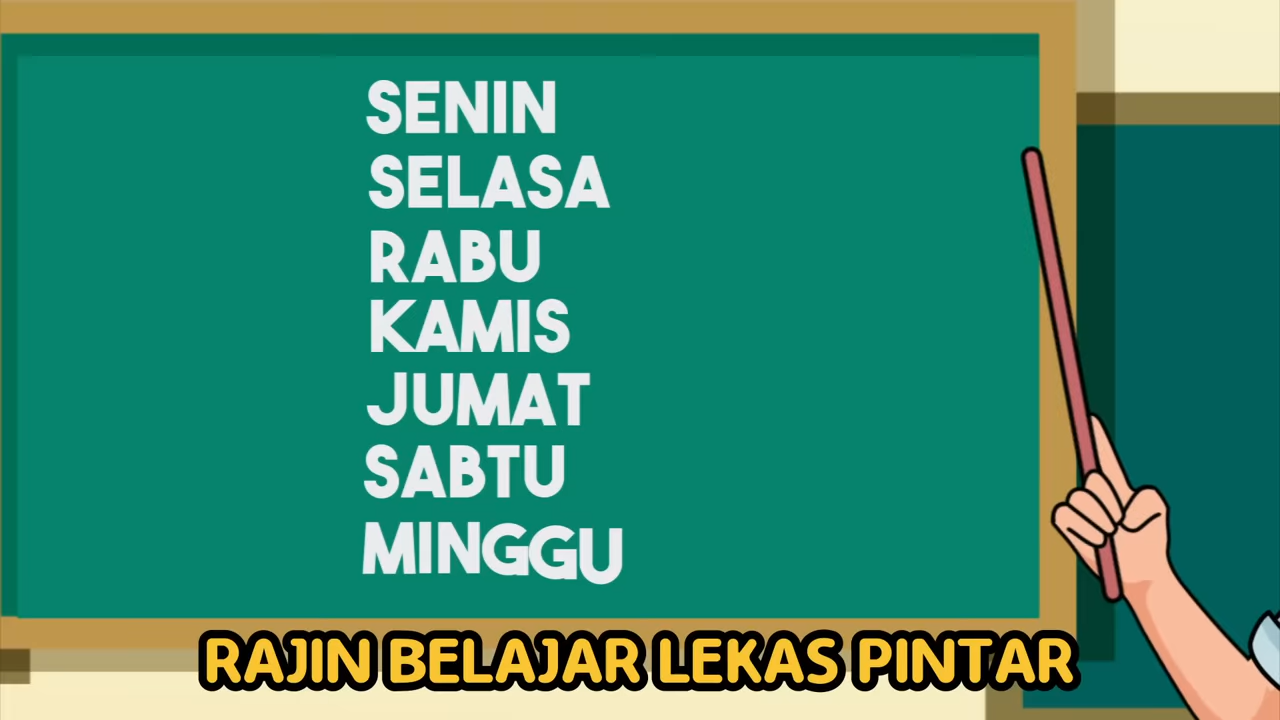 SENIN
SELASA
RABU
KAMIS
JUMAT
SABTU
MINGGU
RAJIN BELAJAR LEKAS PINTAR